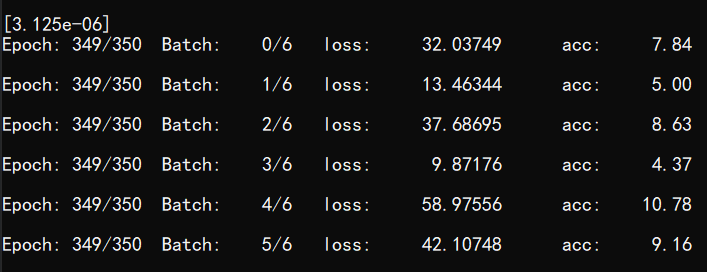 [3.125e-06]
Epoch: 349/350 Batch: 0/6 loss: 32.03749 acc: 7.84
Epoch: 349/350 Batch: 1/6 loss: 13.46344 acc: 5.00
Epoch: 349/350 Batch: 2/6 loss: 37.68695 acc: 8.63
Epoch: 349/350 Batch: 3/6 loss: 9.87176 acc: 4.37
Epoch: 349/350 Batch: 4/6 loss: 58.97556 acc: 10.78
Epoch: 349/350 Batch: 5/6 loss: 42.10748 acc: 9.16